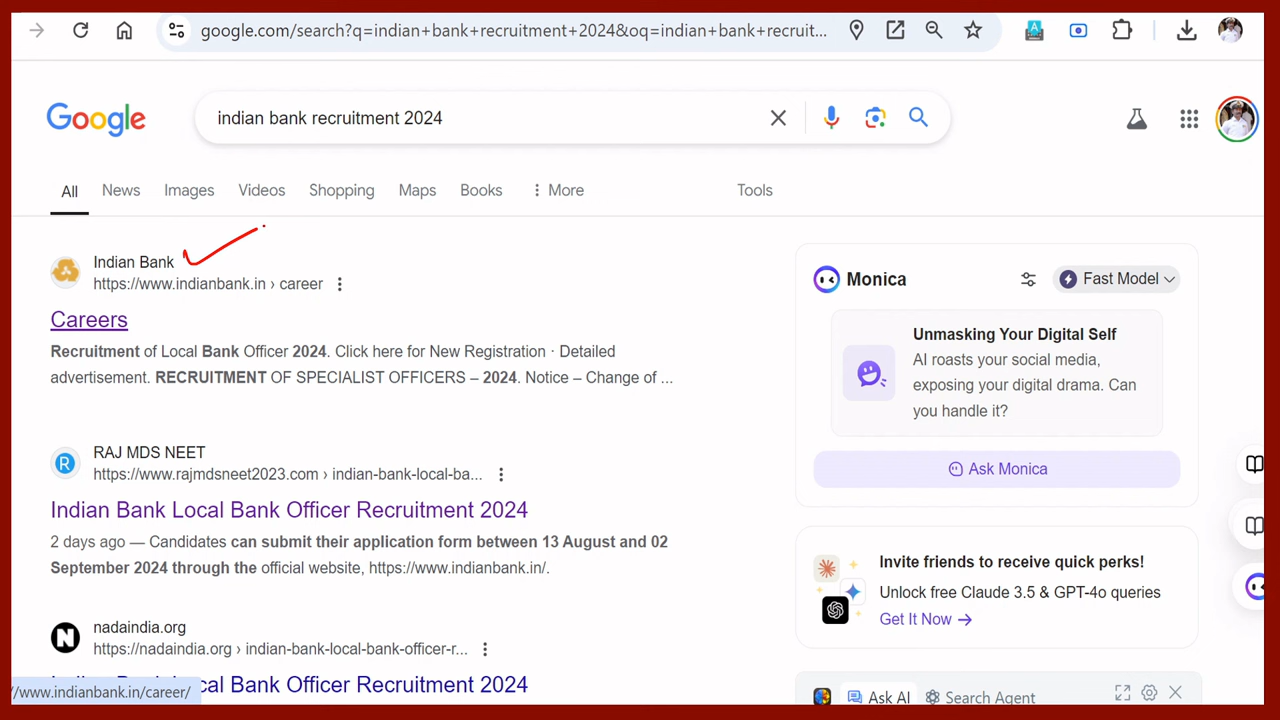 google.com/search?q=indian+bank+recruitment+2024&oq=indian+bank+recruit...
Google
indian bank recruitment 2024
All News Images Videos Shopping Maps Books More Tools
Indian Bank
https://www.indianbank.in › career
Careers
Recruitment of Local Bank Officer 2024. Click here for New Registration · Detailed
advertisement. RECRUITMENT OF SPECIALIST OFFICERS – 2024. Notice – Change of ...
RAJ MDS NEET
https://www.rajmdsneet2023.com › indian-bank-local-ba...
Indian Bank Local Bank Officer Recruitment 2024
2 days ago — Candidates can submit their application form between 13 August and 02
September 2024 through the official website, https://www.indianbank.in/.
nadaindia.org
https://nadaindia.org › indian-bank-local-bank-officer-r...
cal Bank Officer Recruitment 2024
//www.indianbank.in/career/
Monica
Fast Model
Unmasking Your Digital Self
AI roasts your social media,
exposing your digital drama. Can
you handle it?
Ask Monica
Invite friends to receive quick perks!
Unlock free Claude 3.5 & GPT-4o queries
Get It Now →
Ask AI Search Agent